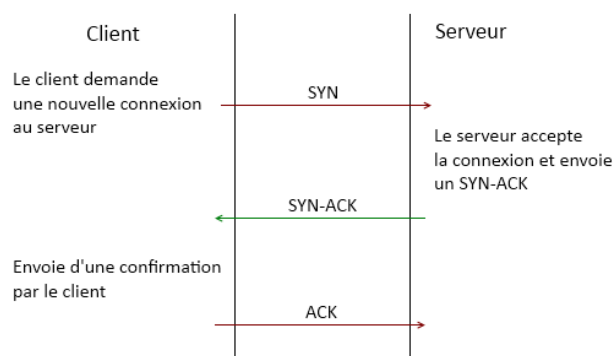 Client
Serveur
Le client demande
une nouvelle connexion
au serveur
SYN
Le serveur accepte
la connexion et envoie
un SYN-ACK
SYN-ACK
Envoie d'une confirmation
par le client
ACK